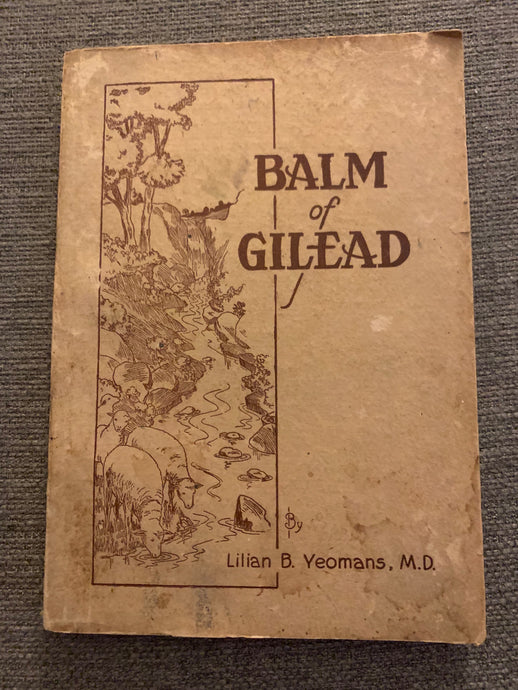 BALM
of
GILEAD
By
Lilian B. Yeomans, M.D.